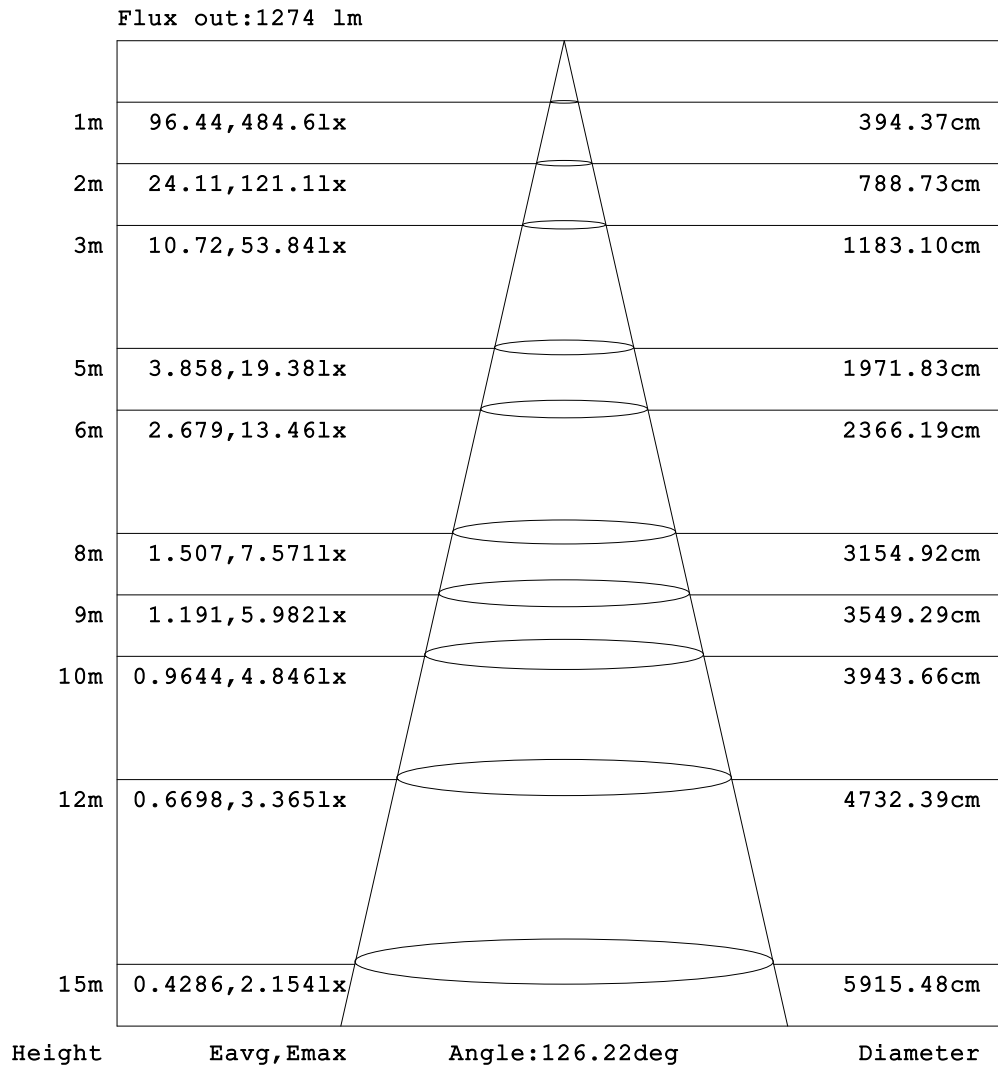 Flux out:1274 lm
1m 96.44,484.6lx 394.37cm
2m 24.11,121.1lx 788.73cm
3m 10.72,53.84lx 1183.10cm
5m 3.858,19.38lx 1971.83cm
6m 2.679,13.46lx 2366.19cm
8m 1.507,7.571lx 3154.92cm
9m 1.191,5.982lx 3549.29cm
10m 0.9644,4.846lx 3943.66cm
12m 0.6698,3.365lx 4732.39cm
15m 0.4286,2.154lx 5915.48cm
Height Eavg,Emax Angle:126.22deg Diameter